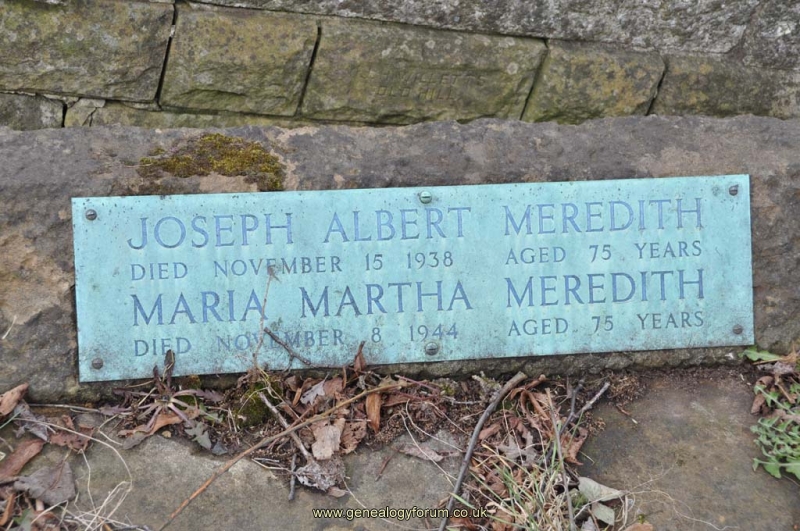 JOSEPH ALBERT MEREDITH
DIED NOVEMBER 15 1938 AGED 75 YEARS
MARIA MARTHA MEREDITH
DIED NOVEMBER 8 1944 AGED 75 YEARS
www.genealogyforum.co.uk